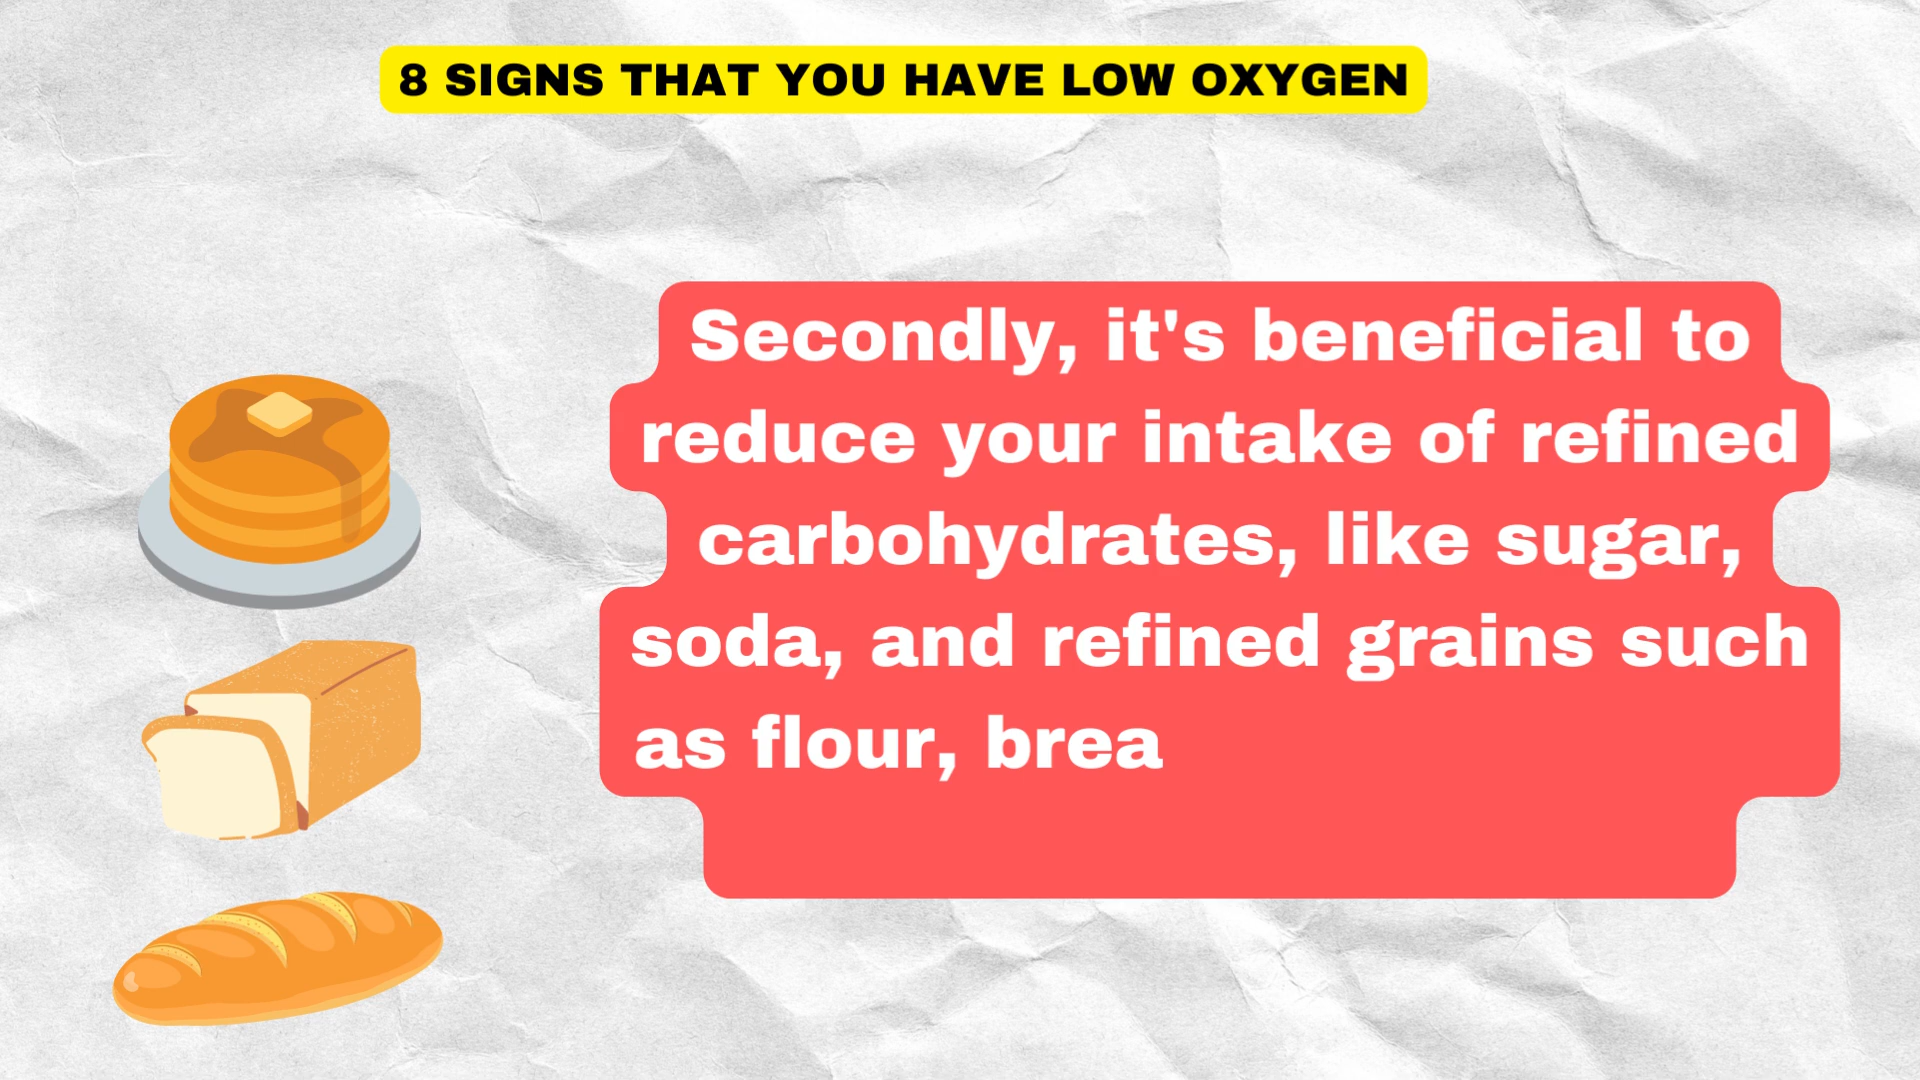 8 SIGNS THAT YOU HAVE LOW OXYGEN
Secondly, it's beneficial to
reduce your intake of refined
carbohydrates, like sugar,
soda, and refined grains such
as flour, brea